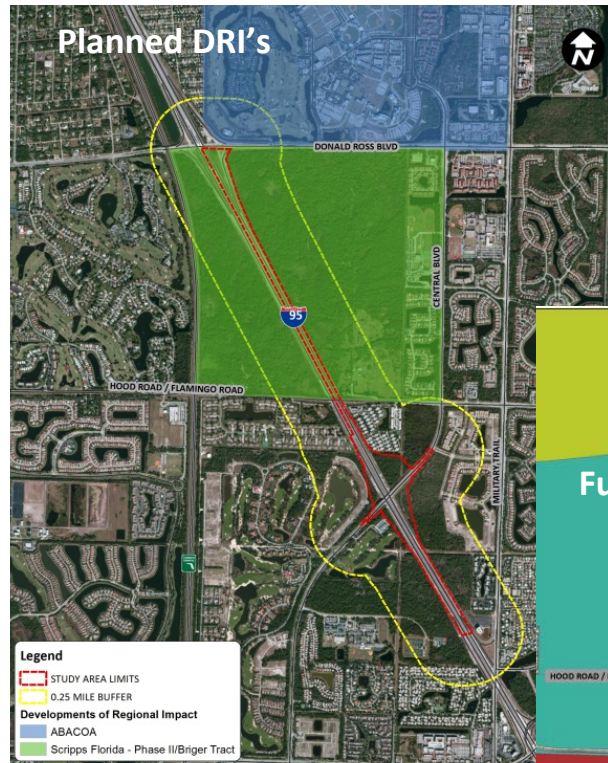 Planned DRI's
N
DONALD ROSS BLVD
CENTRAL BLVD
95
HOOD ROAD / FLAMINGO ROAD
MILITARY TRAIL
Fu
HOOD ROAD /
Legend
STUDY AREA LIMITS
0.25 MILE BUFFER
Developments of Regional Impact
ABACOA
Scripps Florida - Phase II/Briger Tract